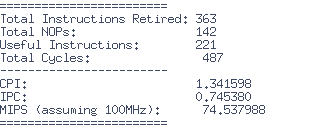 ========================
Total Instructions Retired: 363
Total NOPs: 142
Useful Instructions: 221
Total Cycles: 487
------------------------
CPI: 1.341598
IPC: 0.745380
MIPS (assuming 100MHz): 74.537988
========================